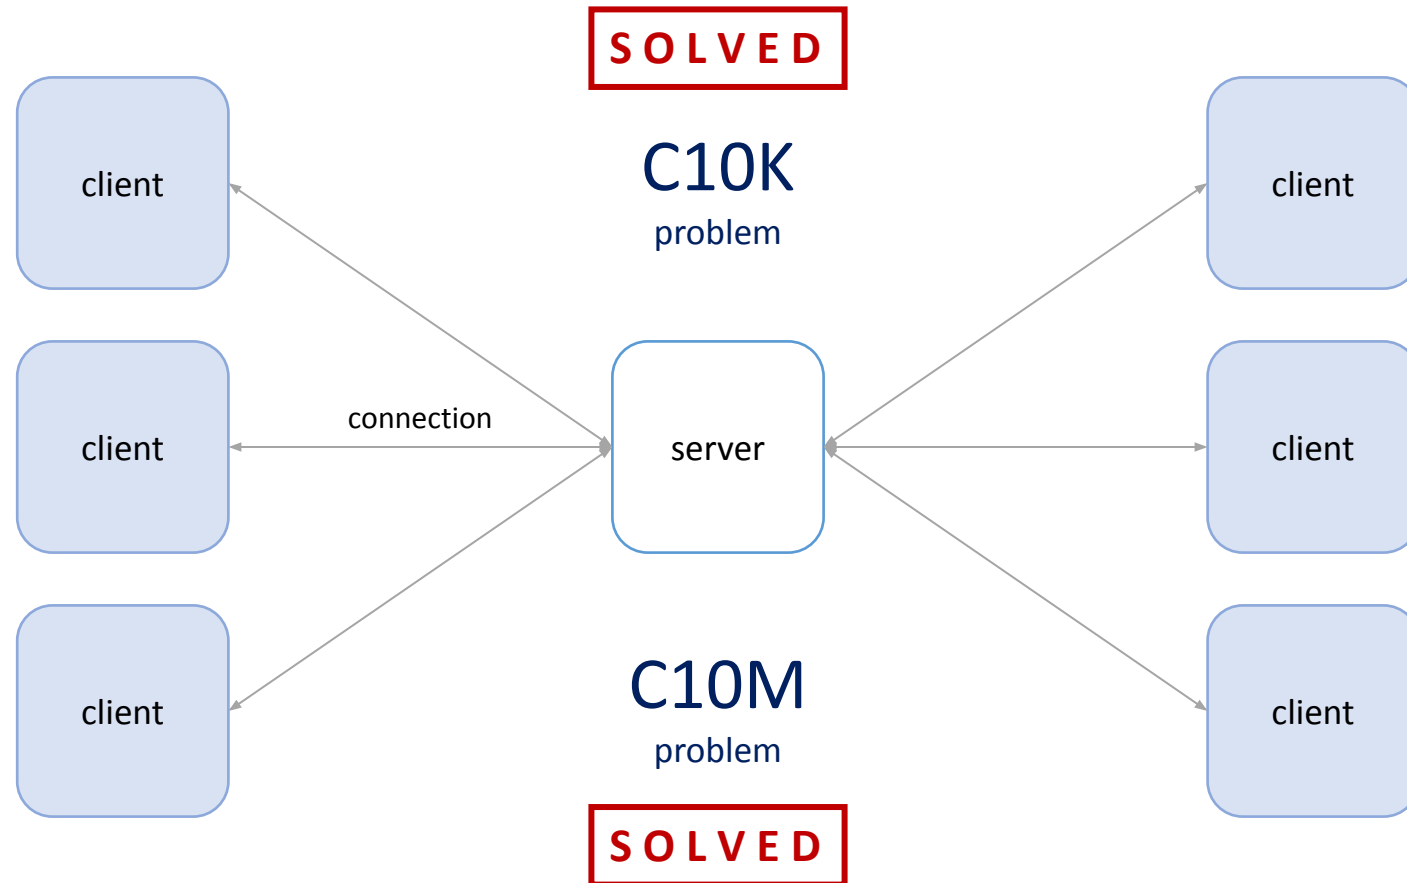 SOLVED
C10K
problem
client
client
connection
client
server
client
client
client
C10M
problem
SOLVED